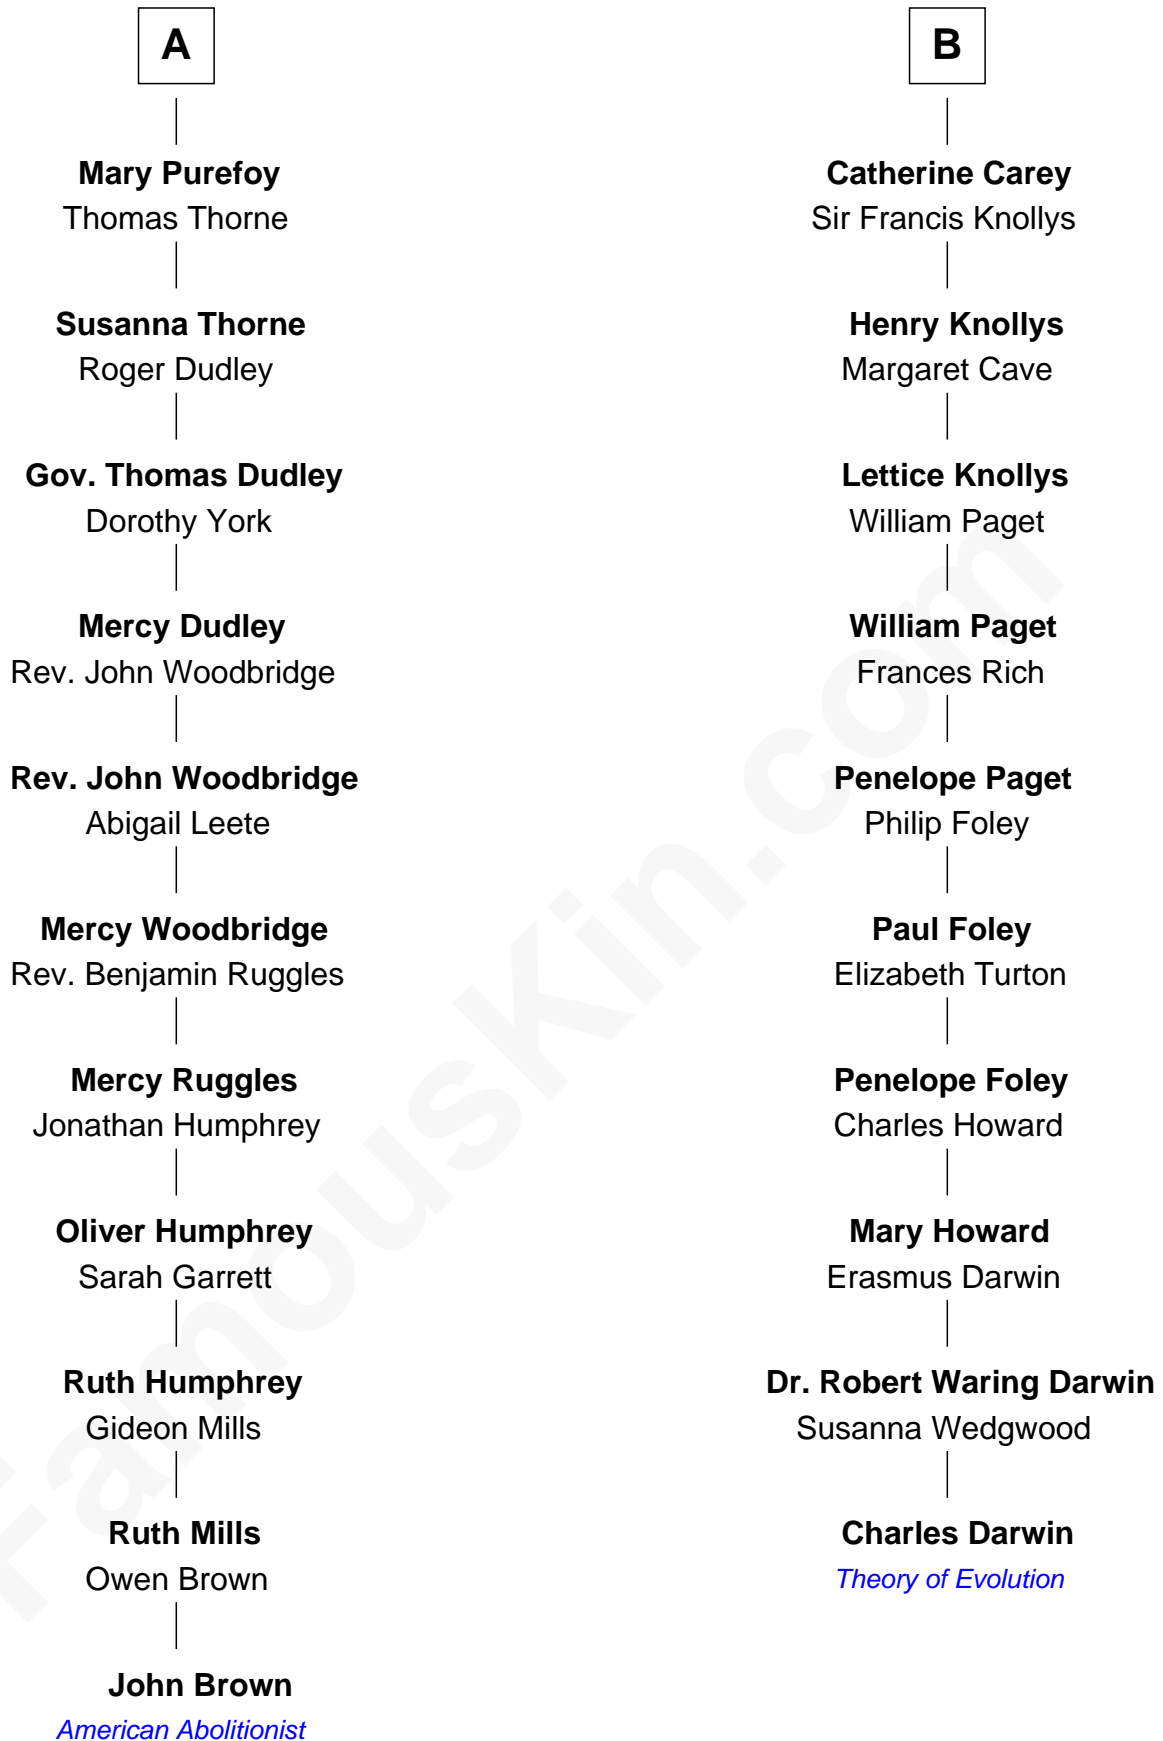 A
Mary Purefoy
Thomas Thorne
Susanna Thorne
Roger Dudley
Gov. Thomas Dudley
Dorothy York
Mercy Dudley
Rev. John Woodbridge
Rev. John Woodbridge
Abigail Leete
Mercy Woodbridge
Rev. Benjamin Ruggles
Mercy Ruggles
Jonathan Humphrey
Oliver Humphrey
Sarah Garrett
Ruth Humphrey
Gideon Mills
Ruth Mills
Owen Brown
John Brown
American Abolitionist
B
Catherine Carey
Sir Francis Knollys
Henry Knollys
Margaret Cave
Lettice Knollys
William Paget
William Paget
Frances Rich
Penelope Paget
Philip Foley
Paul Foley
Elizabeth Turton
Penelope Foley
Charles Howard
Mary Howard
Erasmus Darwin
Dr. Robert Waring Darwin
Susanna Wedgwood
Charles Darwin
Theory of Evolution
FamousKin.com